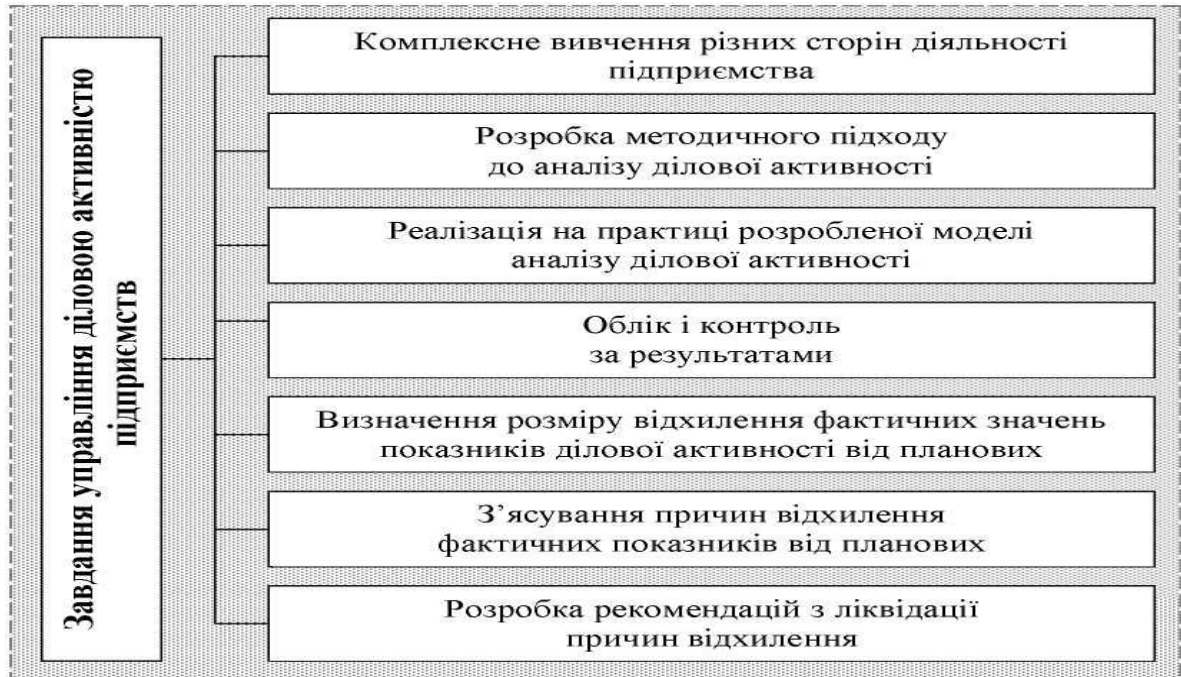 Завдання управління діловою активністю
підприємств
Комплексне вивчення різних сторін діяльності
підприємства
Розробка методичного підходу
до аналізу ділової активності
Реалізація на практиці розробленої моделі
аналізу ділової активності
Облік і контроль
за результатами
Визначення розміру відхилення фактичних значень
показників ділової активності від планових
З’ясування причин відхилення
фактичних показників від планових
Розробка рекомендацій з ліквідації
причин відхилення